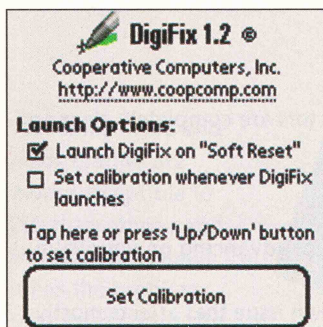 DigiFix 1.2 ©
Cooperative Computers, Inc.
http://www.coopcomp.com
Launch Options:
Launch DigiFix on "Soft Reset"
Set calibration whenever DigiFix
launches
Tap here or press 'Up/Down' button
to set calibration
Set Calibration